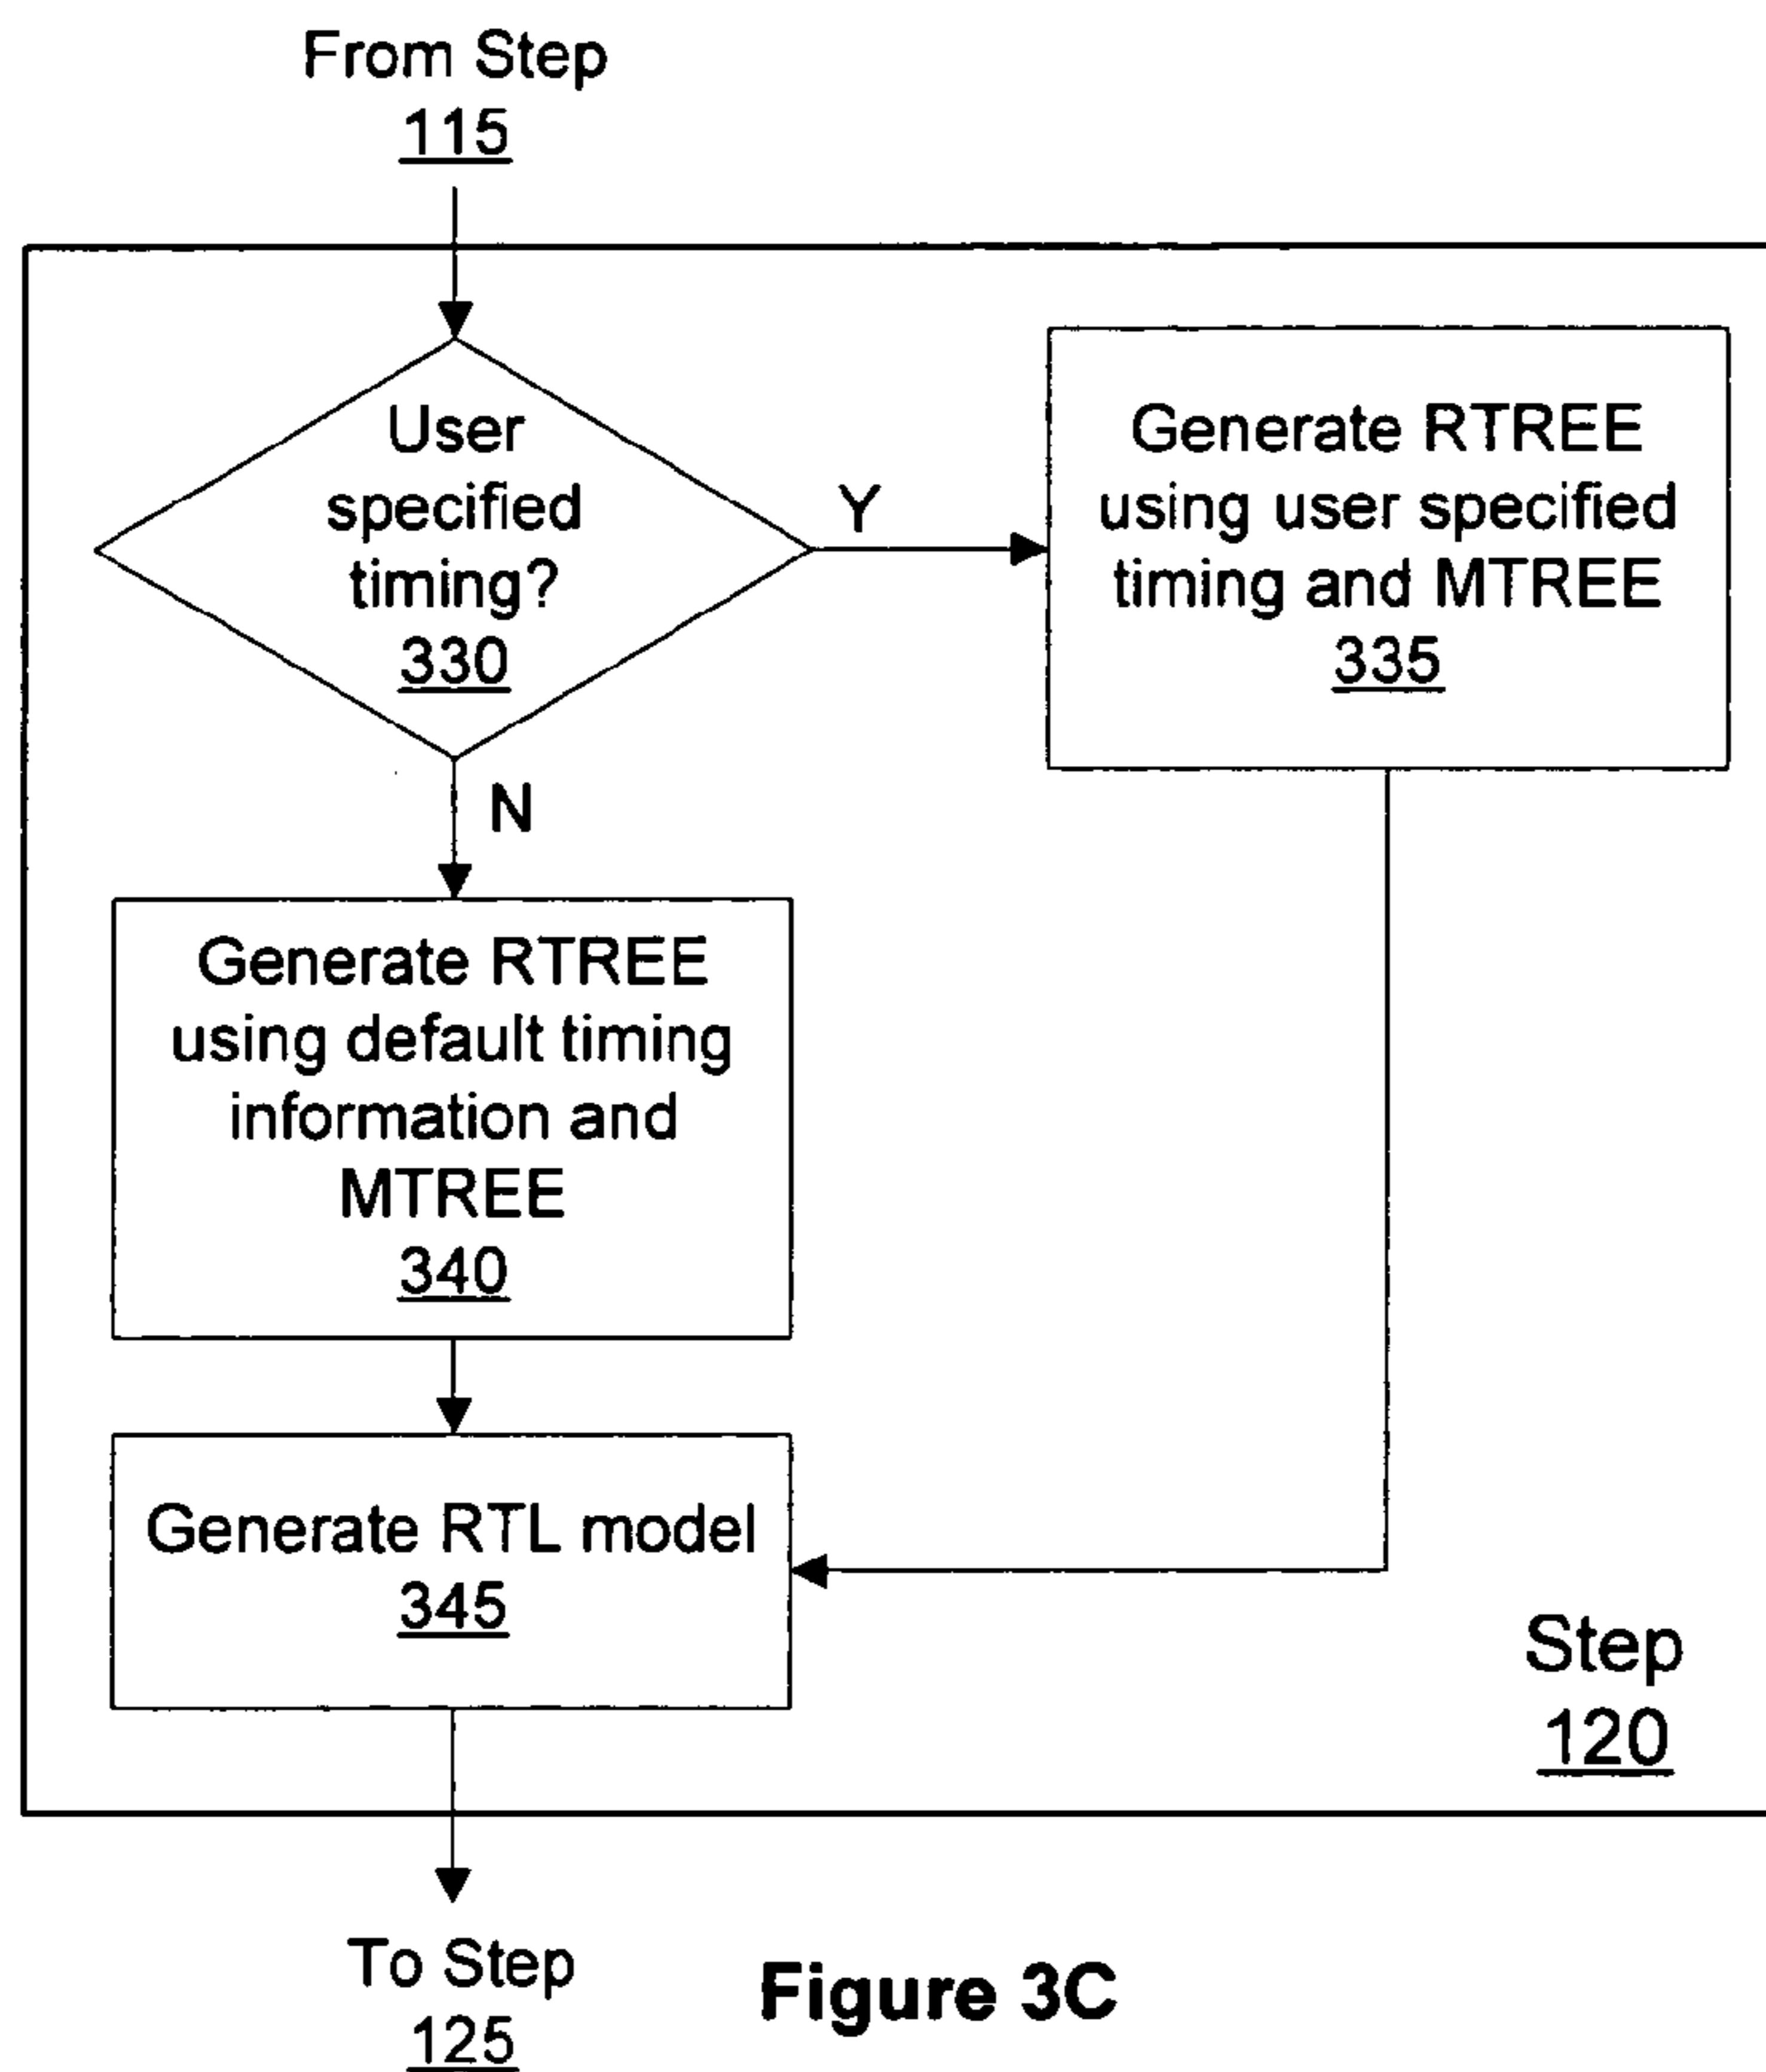 From Step
115
User
specified
timing?
330
Y
Generate RTREE
using user specified
timing and MTREE
335
N
Generate RTREE
using default timing
information and
MTREE
340
Generate RTL model
345
Step
120
To Step
125
Figure 3C